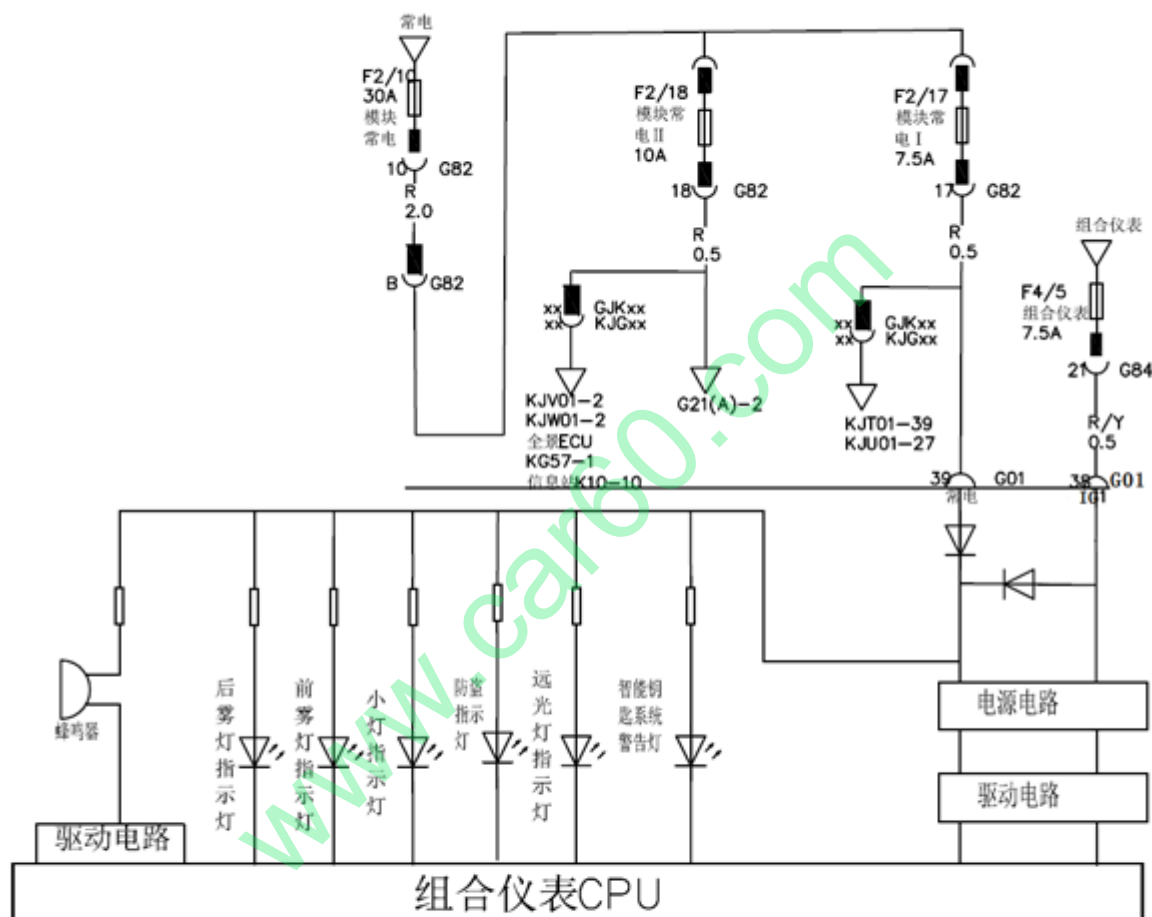 常电
F2/10
30A
模块
常电
10
G82
R
2.0
B
G82
F2/18
模块常
电II
10A
18
G82
R
0.5
F2/17
模块常
电I
7.5A
17
G82
R
0.5
组合仪表
F4/5
组合仪表
7.5A
21
G84
R/Y
0.5
xx
GJKxx
xx
KJGxx
KJV01-2
KJW01-2
全景ECU
KG57-1
信息站K10-10
G21(A)-2
xx
GJKxx
xx
KJGxx
KJT01-39
KJU01-27
39
G01
常电
38
G01
IG1
蜂鸣器
后雾灯指示灯
前雾灯指示灯
小灯指示灯
防盗
指示
灯
远光灯指示灯
智能钥
匙系统
警告灯
电源电路
驱动电路
驱动电路
组合仪表CPU
www.car60.com